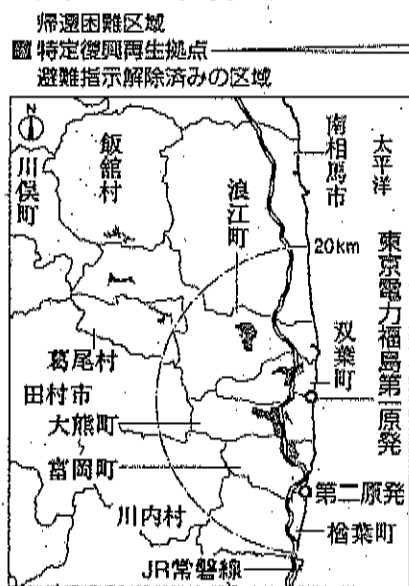 帰還困難区域
特定復興再生拠点
避難指示解除済みの区域
N
川俣町
飯舘村
浪江町
南相馬市
太平洋
20km
東京電力福島第一原発
双葉町
葛尾村
田村市
大熊町
富岡町
第二原発
川内村
楢葉町
JR常磐線